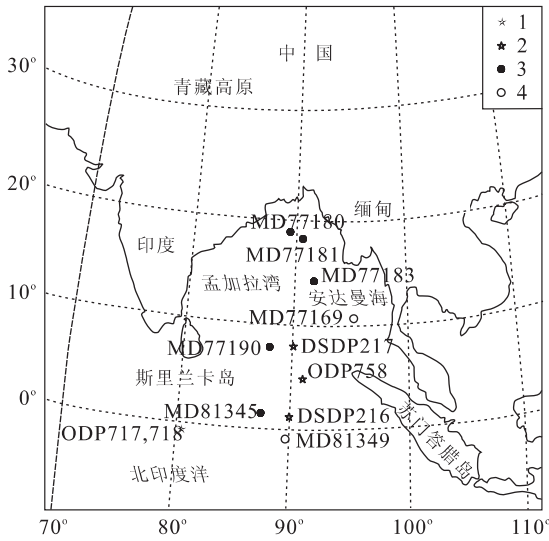 中 国
1
2
3
4
30°
青藏高原
20°
MD77180
缅甸
印度
MD77181
孟加拉湾
MD77183
10°
安达曼海
MD77169
MD77190
DSDP217
斯里兰卡岛
ODP758
0°
MD81345
DSDP216
苏门答腊岛
ODP717,718
MD81349
北印度洋
70°
80°
90°
100°
110°